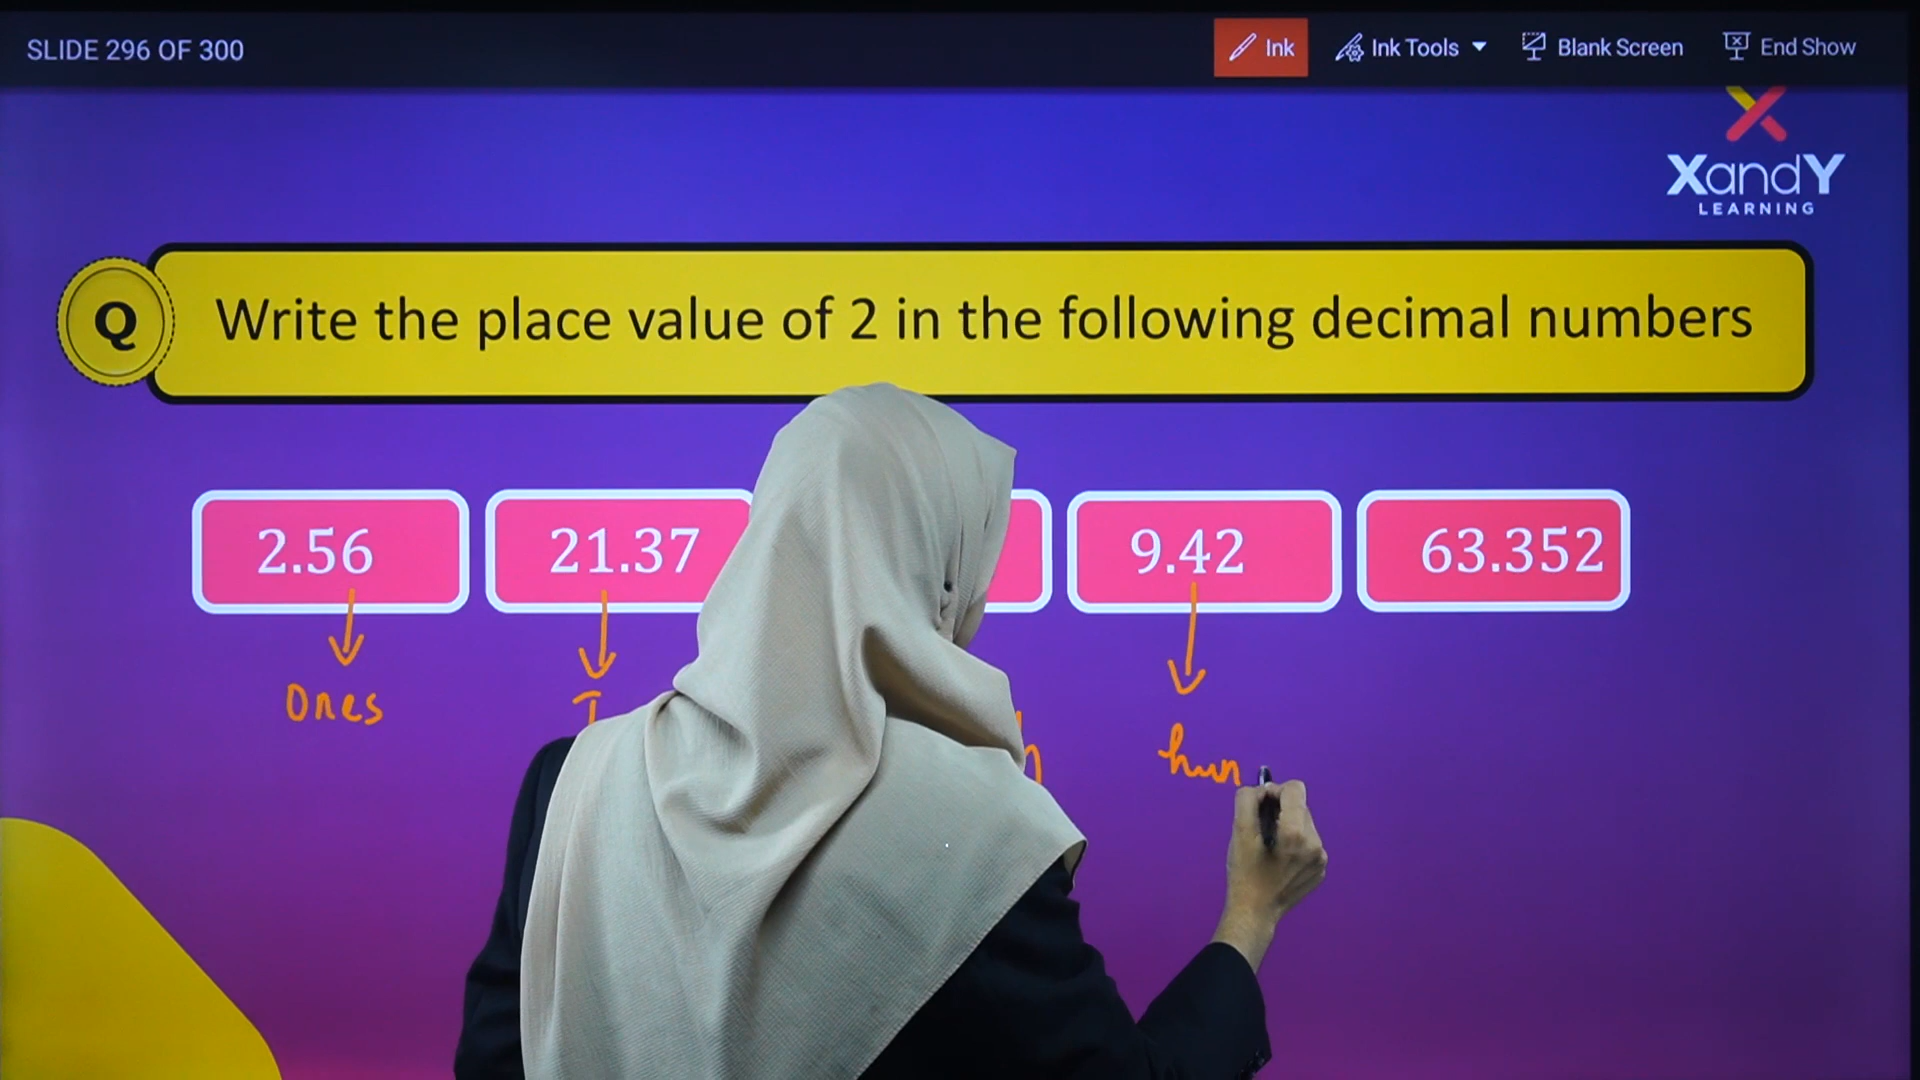 SLIDE 296 OF 300
Ink
Ink Tools
Blank Screen
End Show
XandY
LEARNING
Q
Write the place value of 2 in the following decimal numbers
2.56
21.37
9.42
63.352
Ones
hun